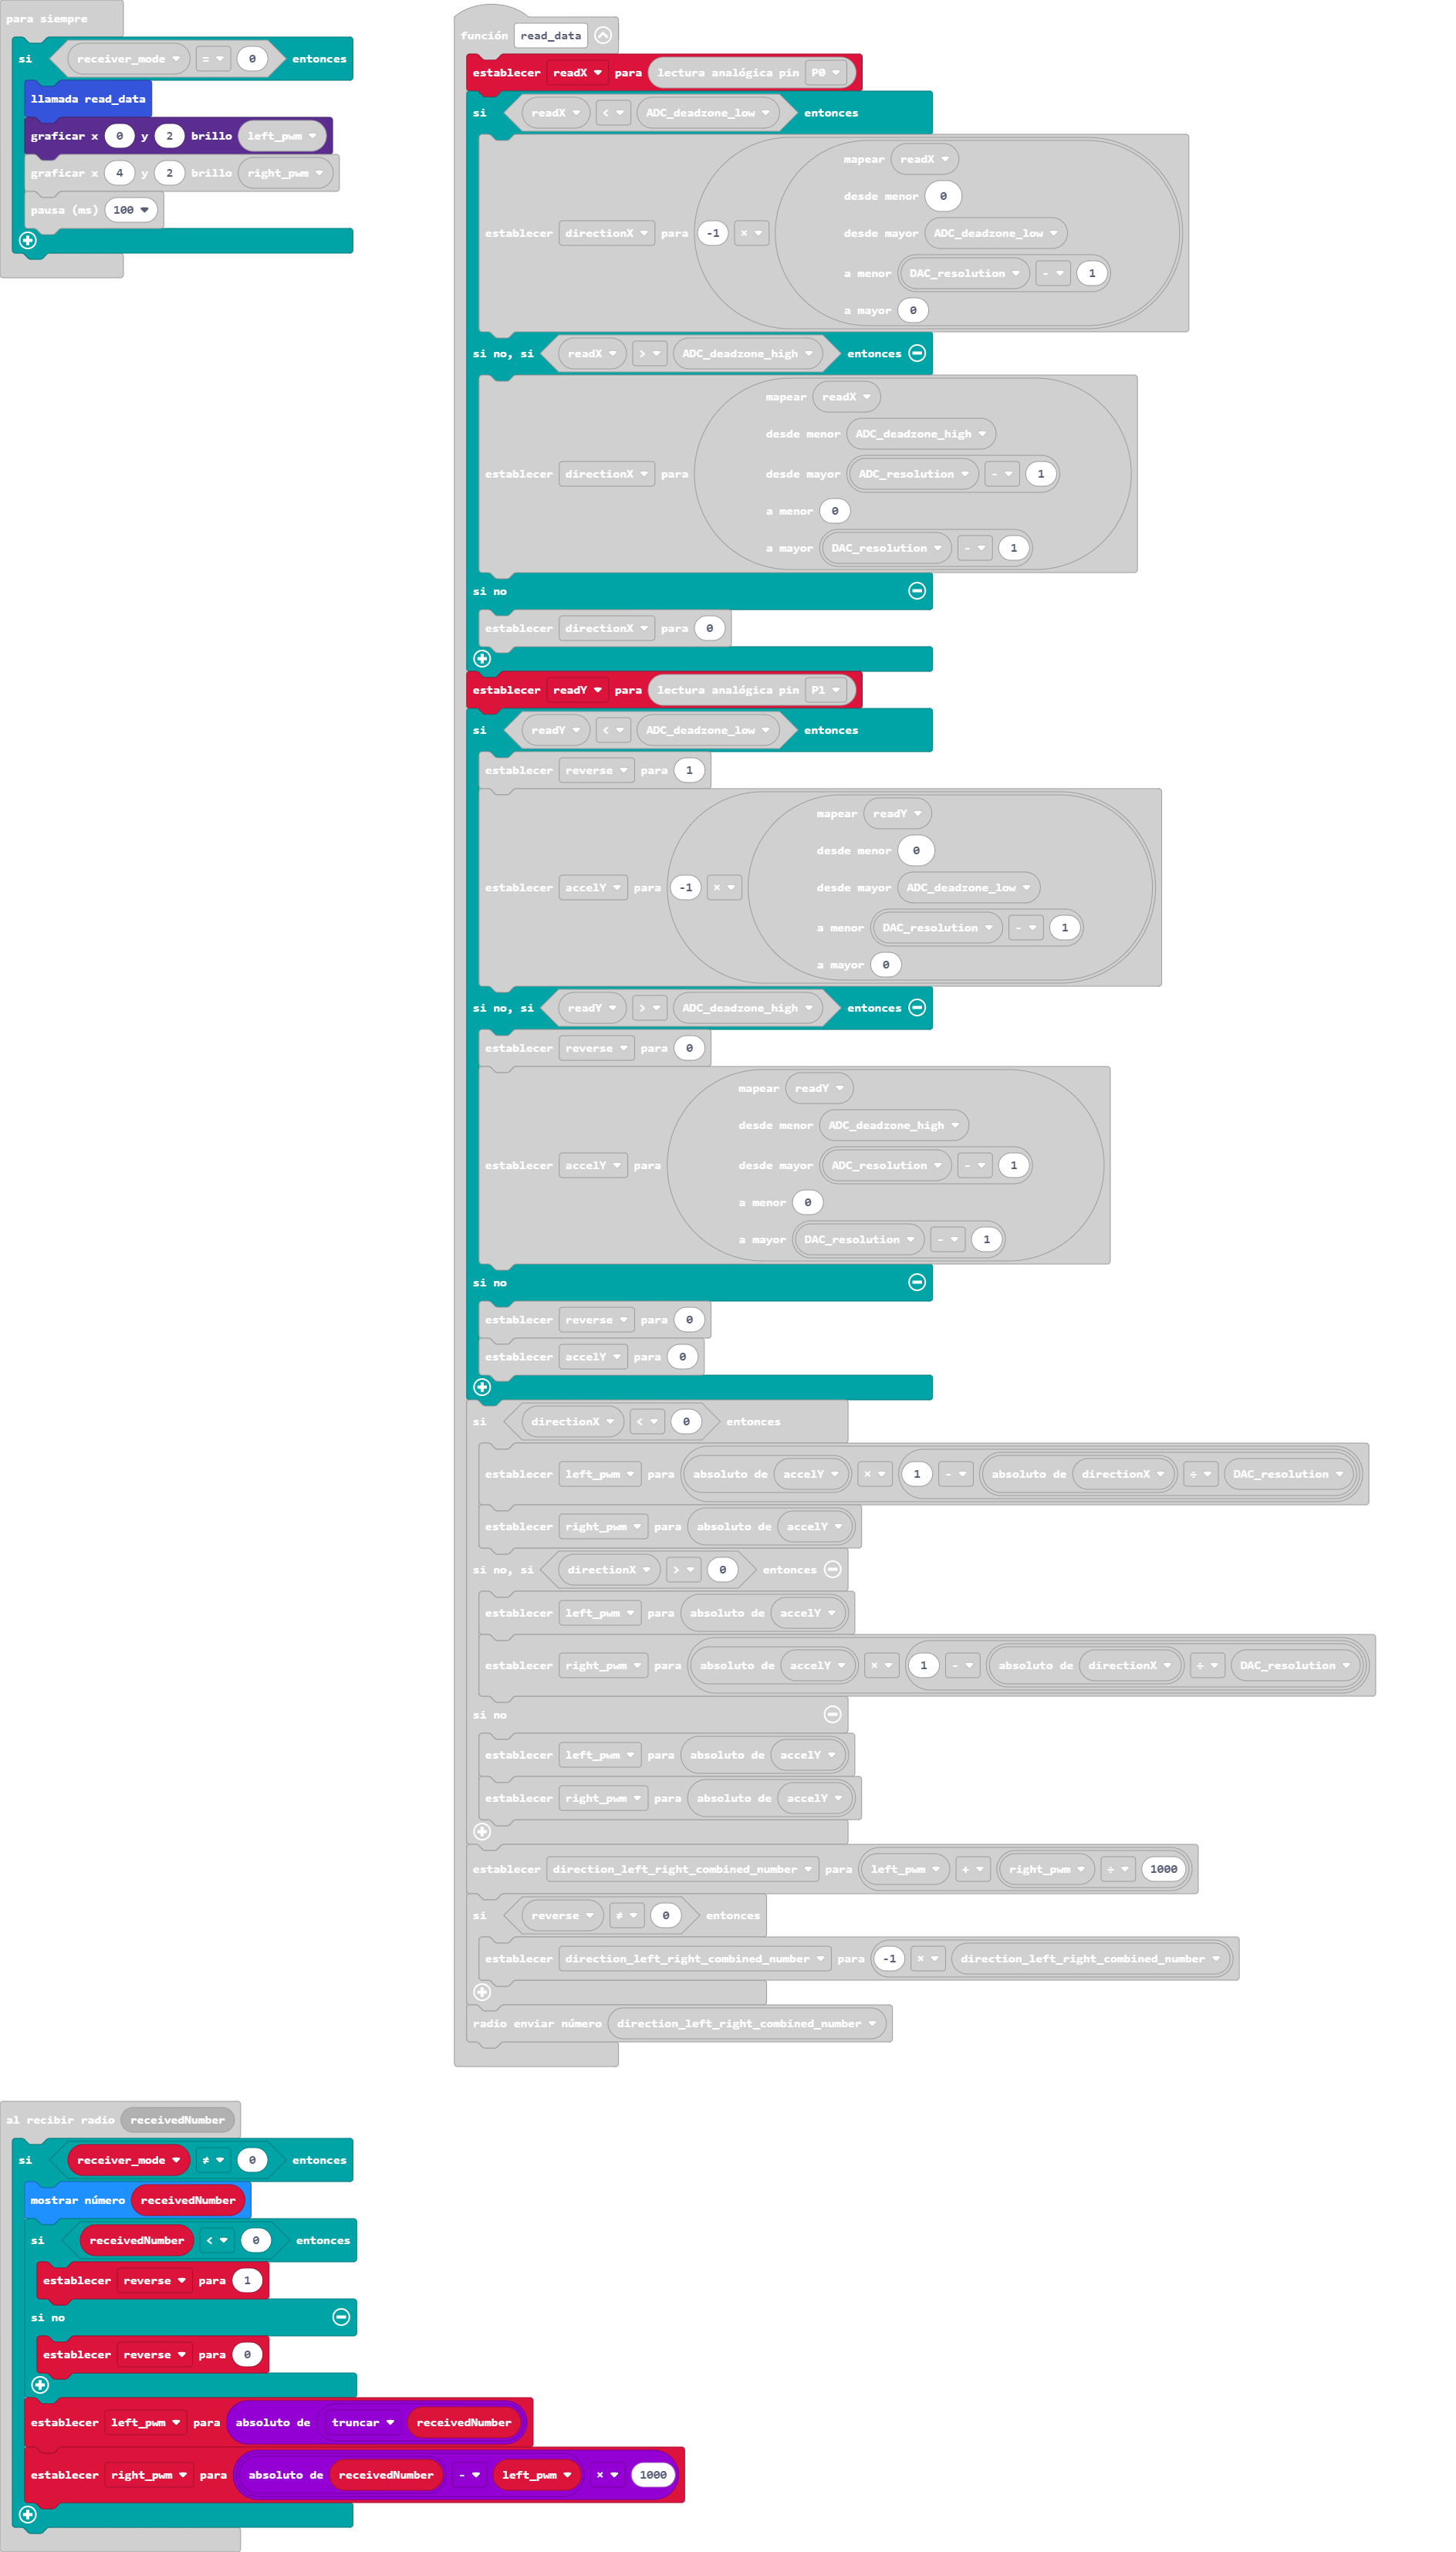 para siempre
si receiver_mode = 0 entonces
llamada read_data
graficar x 0 y 2 brillo left_pwm
graficar x 4 y 2 brillo right_pwm
pausa (ms) 100
función read_data
establecer readX para lectura analógica pin P0
si readX < ADC_deadzone_low entonces
mapear readX
desde menor 0
establecer directionX para -1 × desde mayor ADC_deadzone_low
a menor DAC_resolution - 1
a mayor 0
si no, si readX > ADC_deadzone_high entonces
mapear readX
desde menor ADC_deadzone_high
establecer directionX para desde mayor ADC_resolution - 1
a menor 0
a mayor DAC_resolution - 1
si no
establecer directionX para 0
establecer readY para lectura analógica pin P1
si readY < ADC_deadzone_low entonces
establecer reverse para 1
mapear readY
desde menor 0
establecer accelY para -1 × desde mayor ADC_deadzone_low
a menor DAC_resolution - 1
a mayor 0
si no, si readY > ADC_deadzone_high entonces
establecer reverse para 0
mapear readY
desde menor ADC_deadzone_high
establecer accelY para desde mayor ADC_resolution - 1
a menor 0
a mayor DAC_resolution - 1
si no
establecer reverse para 0
establecer accelY para 0
si directionX < 0 entonces
establecer left_pwm para absoluto de accelY × 1 - absoluto de directionX ÷ DAC_resolution
establecer right_pwm para absoluto de accelY
si no, si directionX > 0 entonces
establecer left_pwm para absoluto de accelY
establecer right_pwm para absoluto de accelY × 1 - absoluto de directionX ÷ DAC_resolution
si no
establecer left_pwm para absoluto de accelY
establecer right_pwm para absoluto de accelY
establecer direction_left_right_combined_number para left_pwm + right_pwm ÷ 1000
si reverse ≠ 0 entonces
establecer direction_left_right_combined_number para -1 × direction_left_right_combined_number
radio enviar número direction_left_right_combined_number
al recibir radio receivedNumber
si receiver_mode ≠ 0 entonces
mostrar número receivedNumber
si receivedNumber < 0 entonces
establecer reverse para 1
si no
establecer reverse para 0
establecer left_pwm para absoluto de truncar receivedNumber
establecer right_pwm para absoluto de receivedNumber - left_pwm × 1000